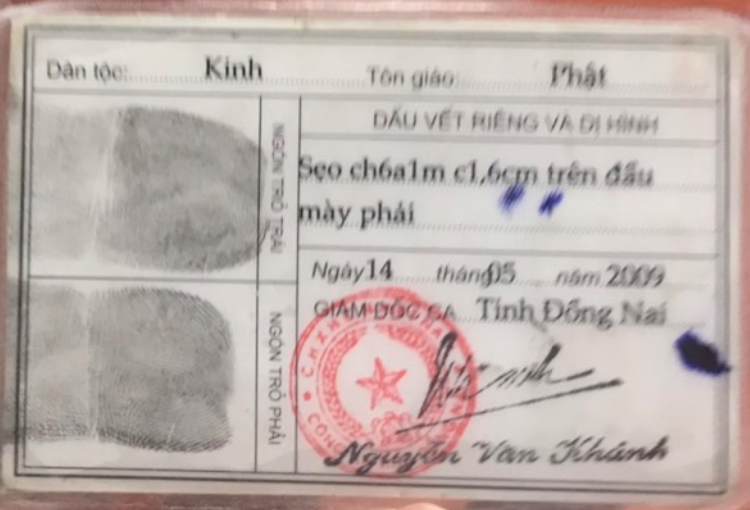 Dân tộc: Kinh Tôn giáo: Phật
DẤU VẾT RIÊNG VÀ DỊ HÌNH
Sẹo ch6a1m c1,6cm trên đầu
mày phải
NGÓN TRỎ TRÁI
Ngày 14 tháng 05 năm 2009
GIÁM ĐỐC CA Tỉnh Đồng Nai
NGÓN TRỎ PHẢI
Nguyễn Văn Khánh